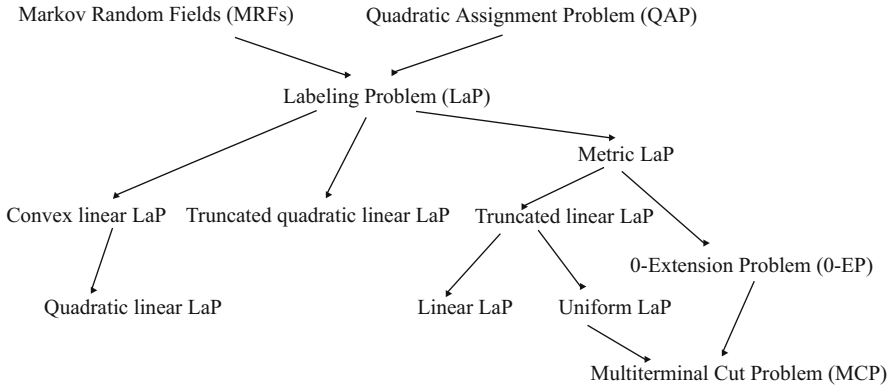 Markov Random Fields (MRFs)
Quadratic Assignment Problem (QAP)
Labeling Problem (LaP)
Metric LaP
Convex linear LaP
Truncated quadratic linear LaP
Truncated linear LaP
0-Extension Problem (0-EP)
Quadratic linear LaP
Linear LaP
Uniform LaP
Multiterminal Cut Problem (MCP)